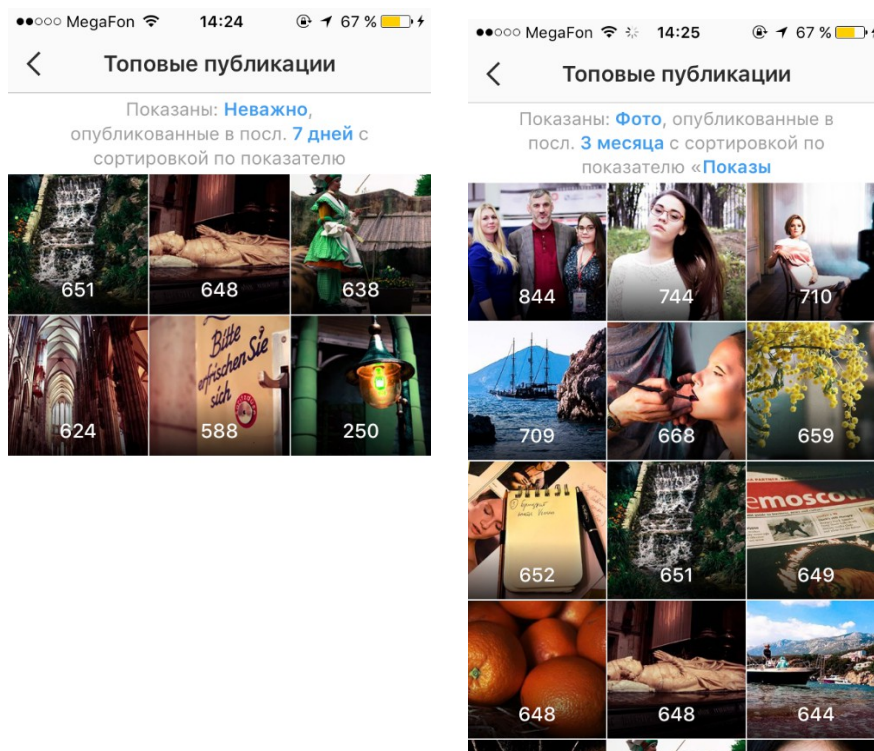 MegaFon 14:24 67 %
Топовые публикации
Показаны: Неважно,
опубликованные в посл. 7 дней с
сортировкой по показателю
651 648 638
Bitte
erfrischen Sie
sich
624 588 250
MegaFon 14:25 67 %
Топовые публикации
Показаны: Фото, опубликованные в
посл. 3 месяца с сортировкой по
показателю «Показы
844 744 710
709 668 659
emoscow
652 651 649
648 648 644